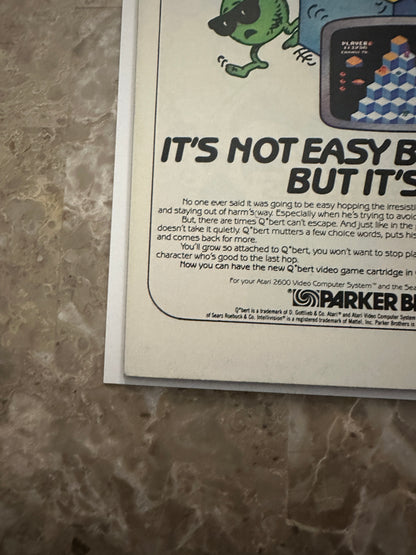 PLAYER
IT'S NOT EASY B
BUT IT'S
No one ever said it was going to be easy hopping the irresisti
and staying out of harm's way. Especially when he's trying to avoi
But, there are times Q*bert can't escape. And just like in the
doesn't take it quietly. Q*bert mutters a few choice words, puts his
and comes back for more.
You'll grow so attached to Q*bert, you won't want to stop pla
character who's good to the last hop.
Now you can have the new Q*bert video game cartridge in
For your Atari 2600 Video Computer System™ and the Sea
PARKER B
Q*bert is a trademark of D. Gottlieb & Co. Atari® and Atari Video Computer System
of Sears Roebuck & Co. Intellivision® is a registered trademark of Mattel, Inc. Parker Brothers is